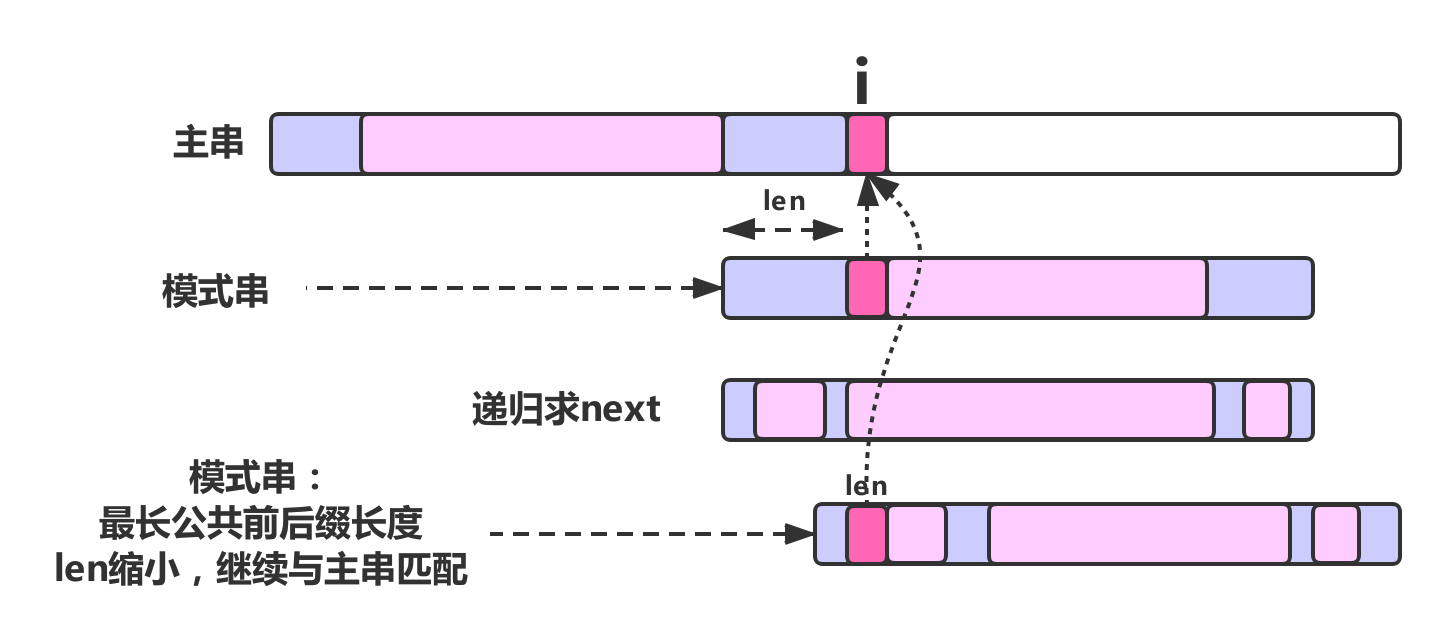 i
主串
len
模式串
递归求next
len
模式串：
最长公共前后缀长度
len缩小，继续与主串匹配